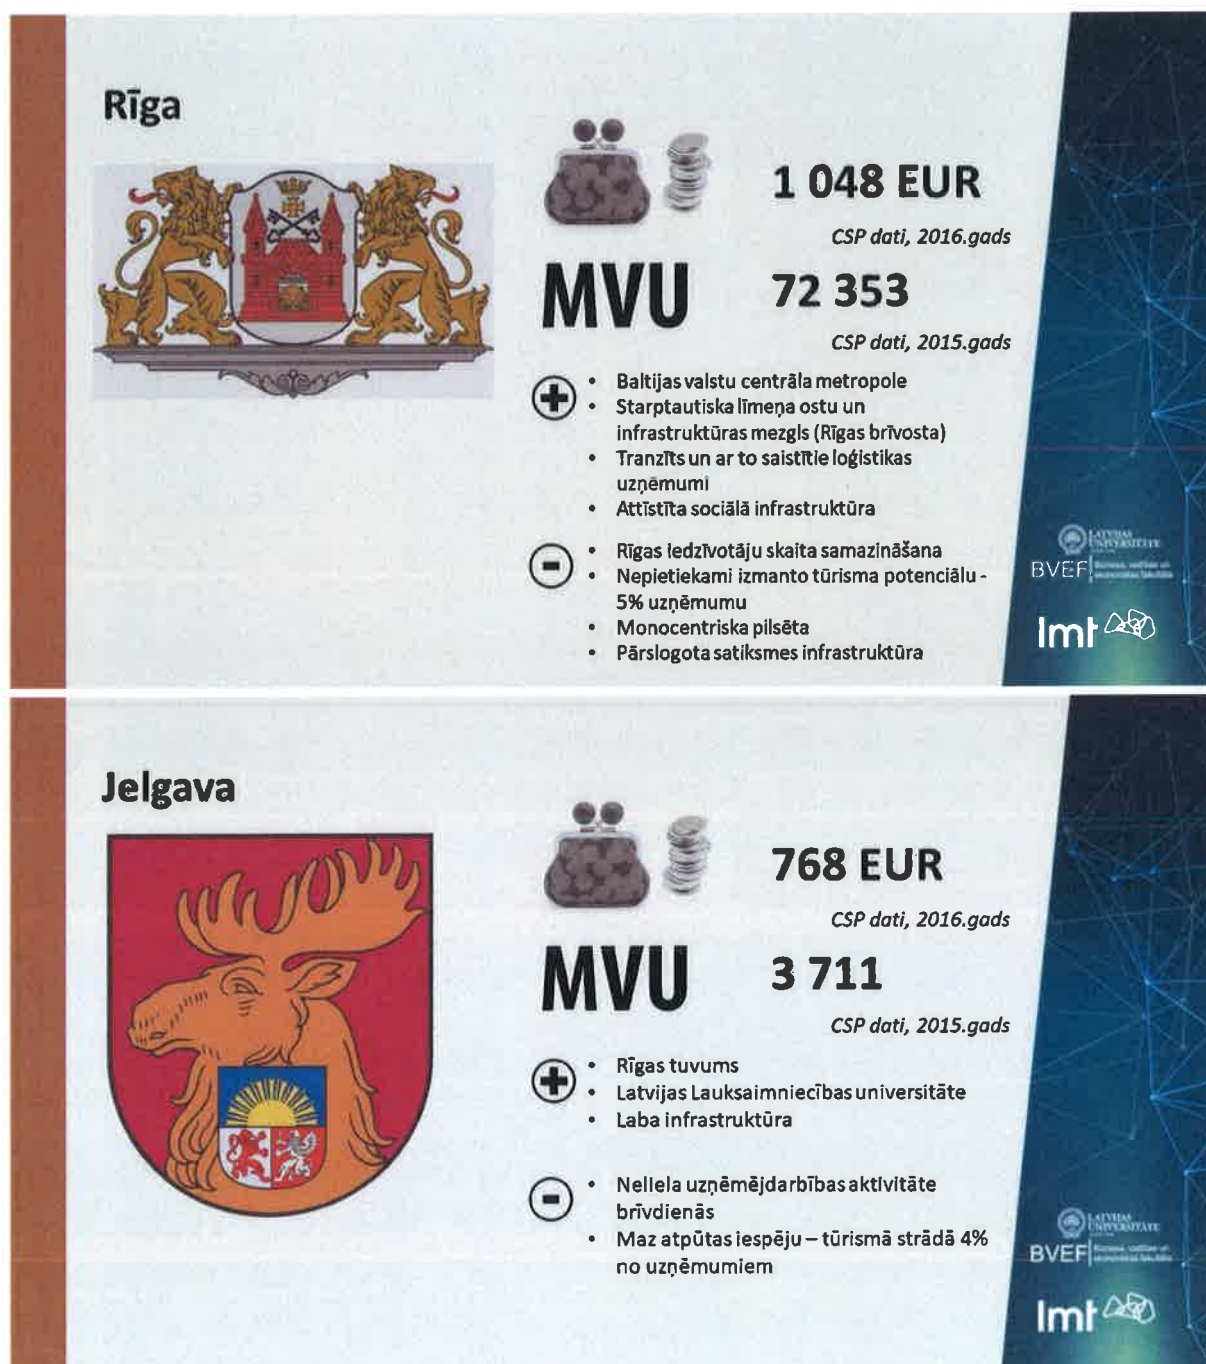 Rīga
1 048 EUR
CSP dati, 2016.gads
MVU
72 353
CSP dati, 2015.gads
+
• Baltijas valstu centrāla metropole
• Starptautiska līmeņa ostu un
infrastruktūras mezgls (Rīgas brīvosta)
• Tranzīts un ar to saistītie loģistikas
uzņēmumi
• Attīstīta sociālā infrastruktūra
-
• Rīgas iedzīvotāju skaita samazināšana
• Nepietiekami izmanto tūrisma potenciālu -
5% uzņēmumu
• Monocentriska pilsēta
• Pārslogota satiksmes infrastruktūra
LATVIJAS
UNIVERSITĀTE
BVEF
lmt
Jelgava
768 EUR
CSP dati, 2016.gads
MVU
3 711
CSP dati, 2015.gads
+
• Rīgas tuvums
• Latvijas Lauksaimniecības universitāte
• Laba infrastruktūra
-
• Neliela uzņēmējdarbības aktivitāte
brīvdienās
• Maz atpūtas iespēju – tūrismā strādā 4%
no uzņēmumiem
LATVIJAS
UNIVERSITĀTE
BVEF
lmt